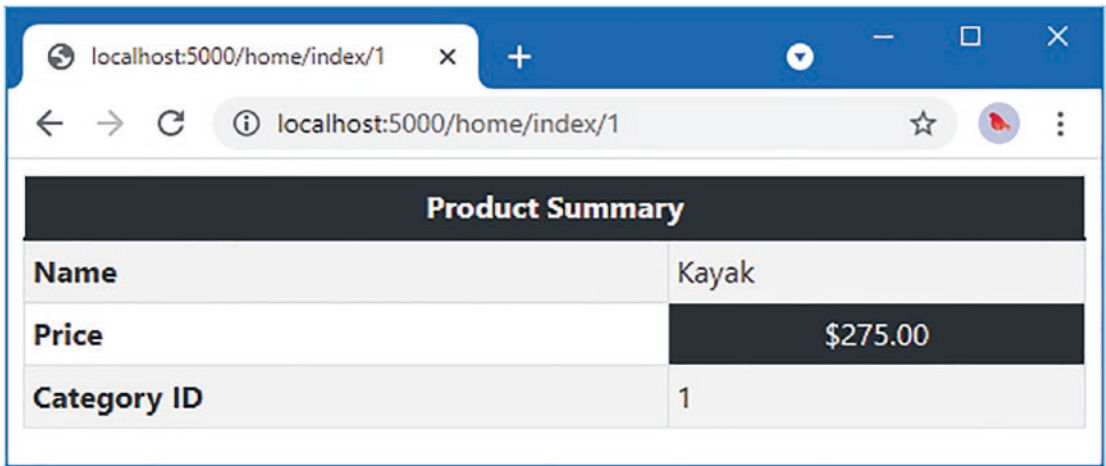 localhost:5000/home/index/1
localhost:5000/home/index/1
Product Summary
Name Kayak
Price $275.00
Category ID 1